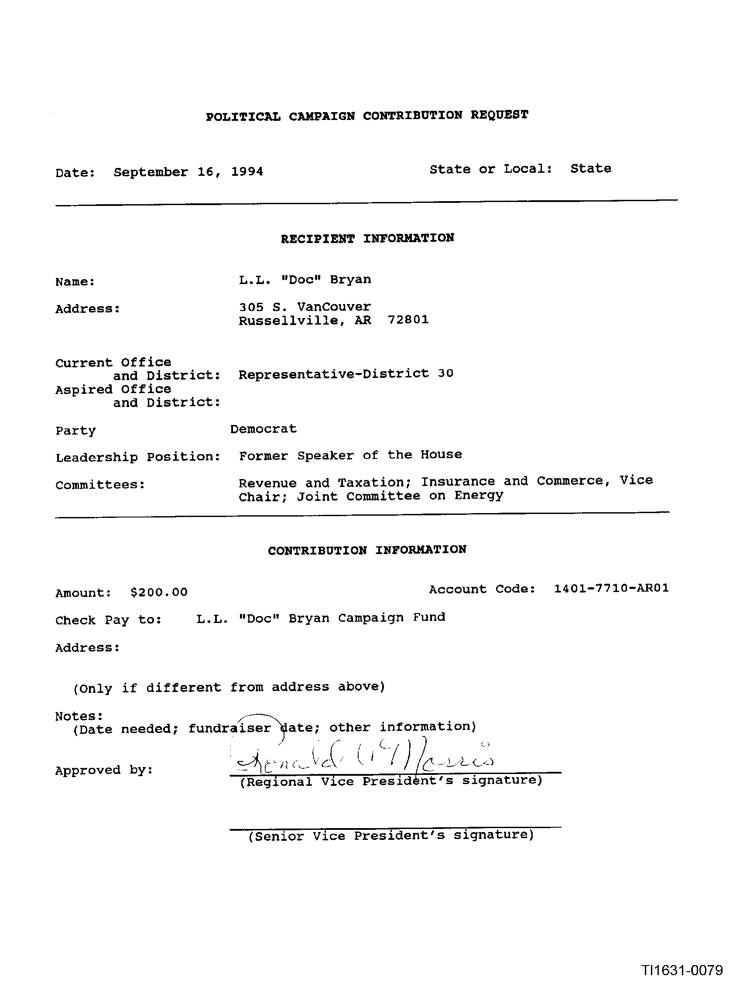 POLITICAL CAMPAIGN CONTRIBUTION REQUEST
Date: September 16, 1994 State or Local: State
RECIPIENT INFORMATION
Name: L.L. "Doc" Bryan
Address: 305 S. VanCouver
Russellville, AR 72801
Current Office
and District: Representative-District 30
Aspired Office
and District:
Party Democrat
Leadership Position: Former Speaker of the House
Committees: Revenue and Taxation; Insurance and Commerce, Vice
Chair; Joint Committee on Energy
CONTRIBUTION INFORMATION
Amount: $200.00 Account Code: 1401-7710-AR01
Check Pay to: L.L. "Doc" Bryan Campaign Fund
Address:
(Only if different from address above)
Notes:
(Date needed; fundraiser date; other information)
Approved by:
(Regional Vice President's signature)
(Senior Vice President's signature)
TI1631-0079